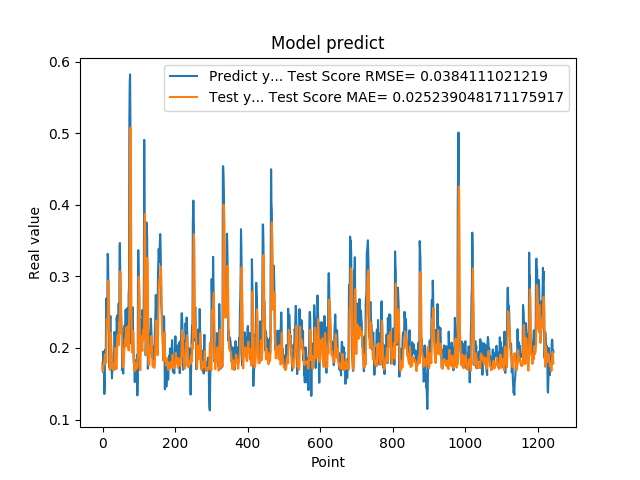 Model predict
Predict y... Test Score RMSE= 0.0384111021219
Test y... Test Score MAE= 0.025239048171175917
Real value
0.6
0.5
0.4
0.3
0.2
0.1
0 200 400 600 800 1000 1200
Point